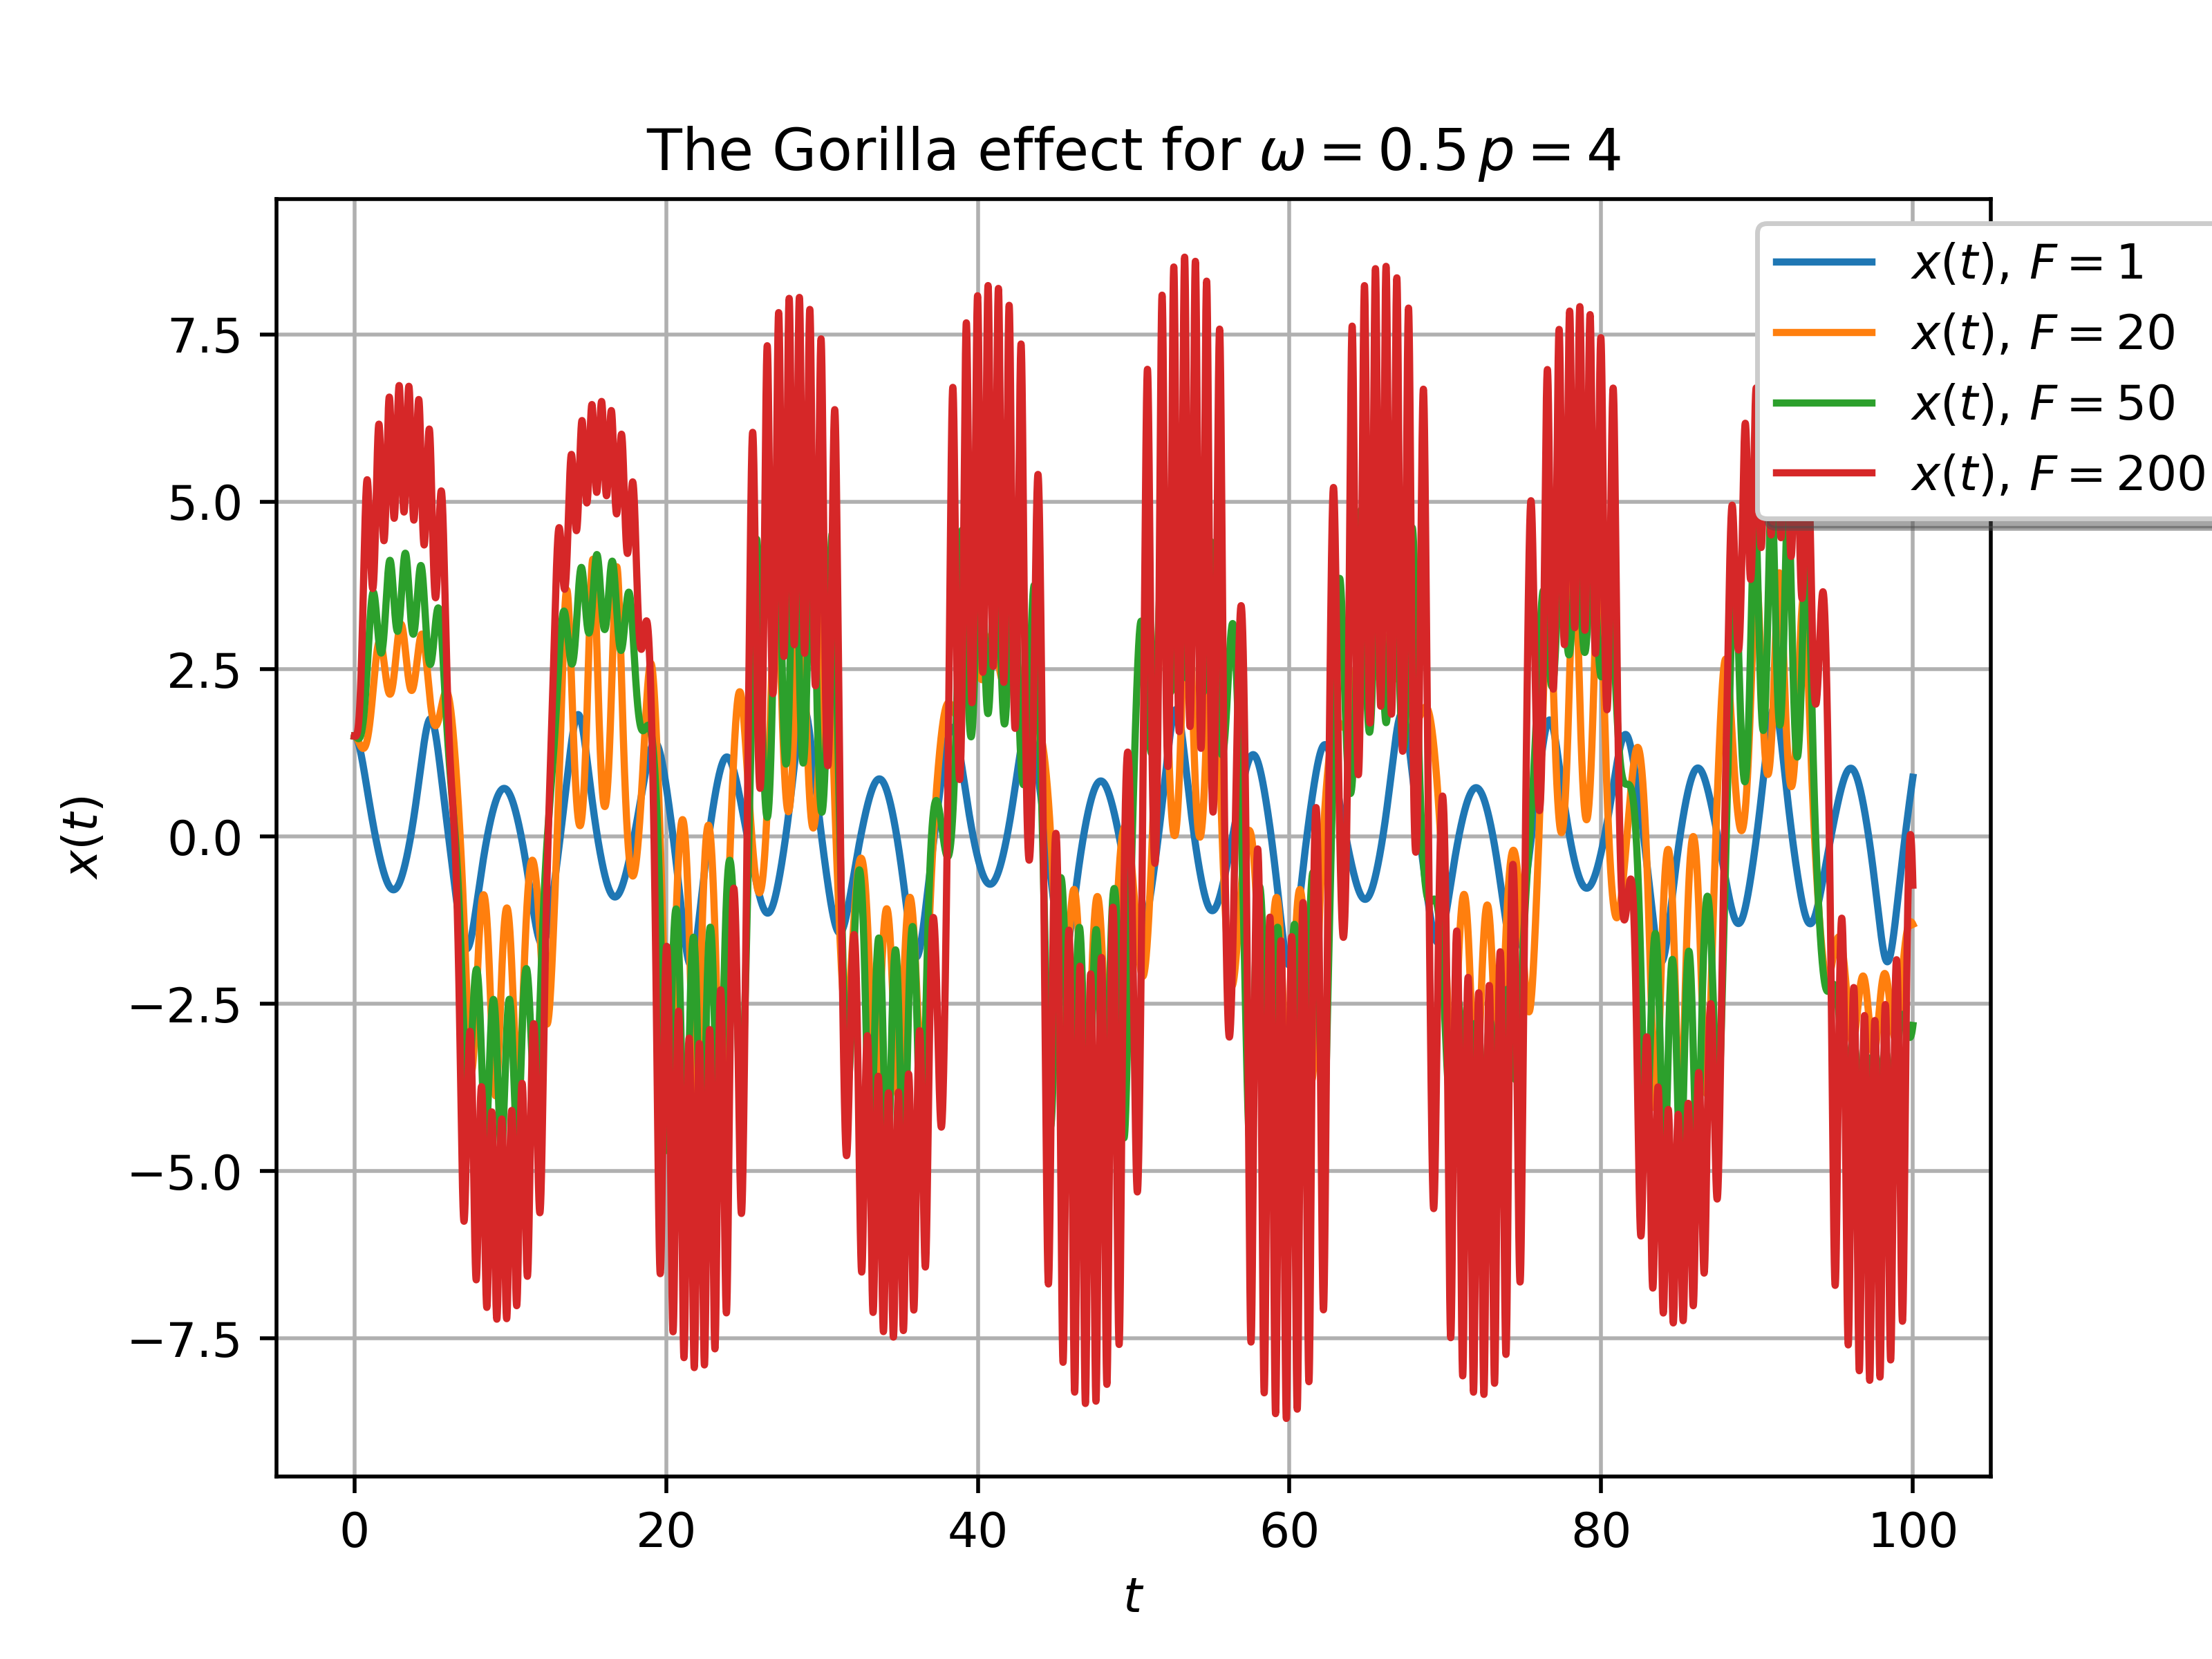 The Gorilla effect for ω = 0.5 p = 4
x(t), F = 1
x(t), F = 20
x(t), F = 50
x(t), F = 200
x(t)
7.5
5.0
2.5
0.0
−2.5
−5.0
−7.5
0 20 40 60 80 100
t